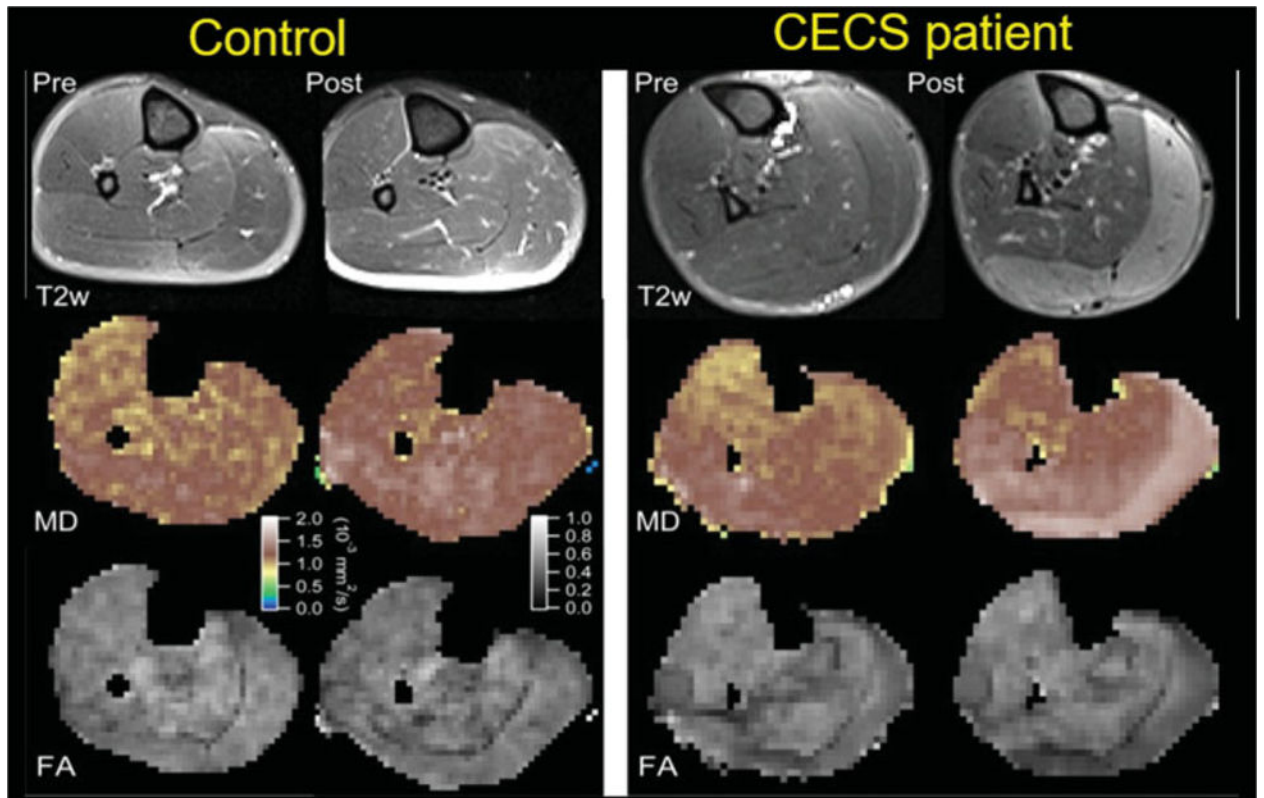 Control
CECS patient
Pre
Post
Pre
Post
T2w
T2w
MD
MD
2.0
1.5
1.0
0.5
0.0
(10⁻³ mm²/s)
1.0
0.8
0.6
0.4
0.2
0.0
FA
FA